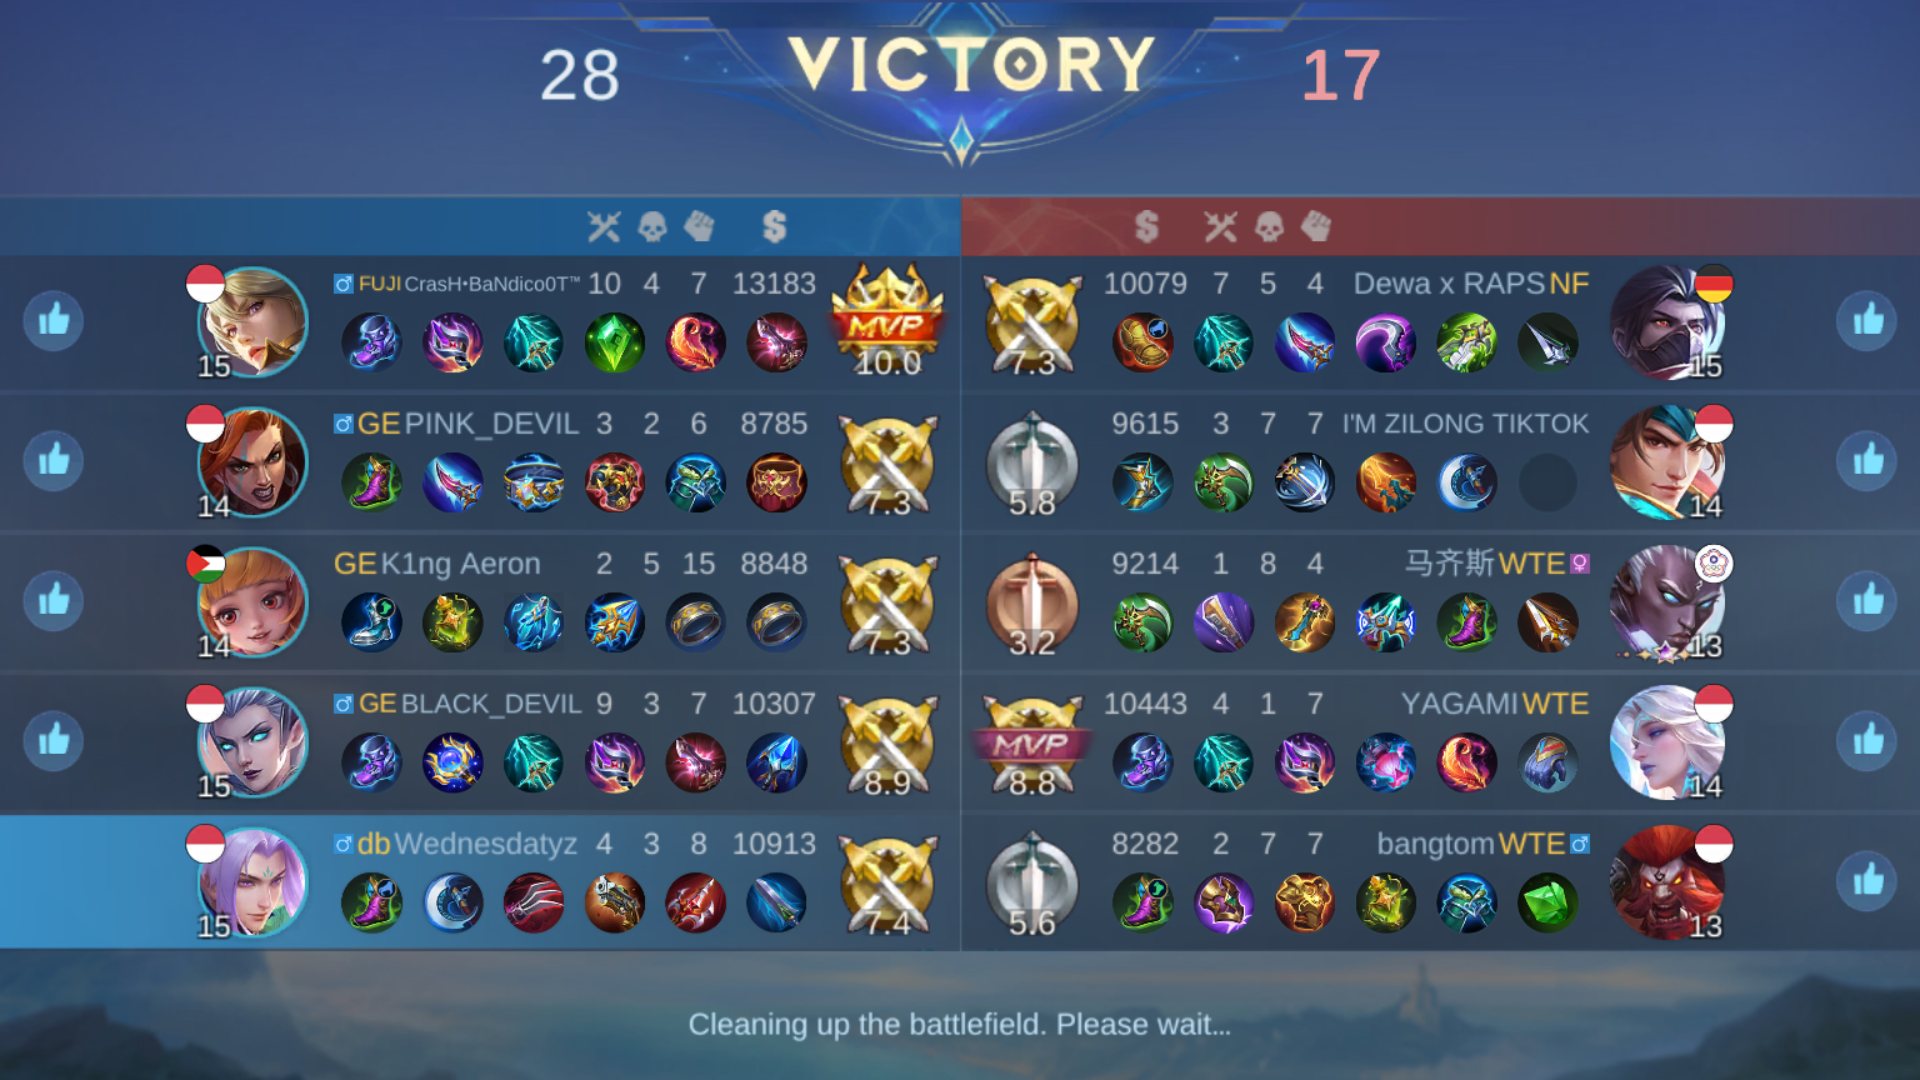 28 VICTORY 17
FUJI CrasH•BaNdico0T™ 10 4 7 13183 MVP 10.0 15
7.3 10079 7 5 4 Dewa x RAPS NF 15
GE PINK_DEVIL 3 2 6 8785 7.3 14
5.8 9615 3 7 7 I'M ZILONG TIKTOK 14
GE K1ng Aeron 2 5 15 8848 7.3 14
3.2 9214 1 8 4 马齐斯 WTE 13
GE BLACK_DEVIL 9 3 7 10307 8.9 15
MVP 8.8 10443 4 1 7 YAGAMI WTE 14
db Wednesdatyz 4 3 8 10913 7.4 15
5.6 8282 2 7 7 bangtom WTE 13
Cleaning up the battlefield. Please wait...